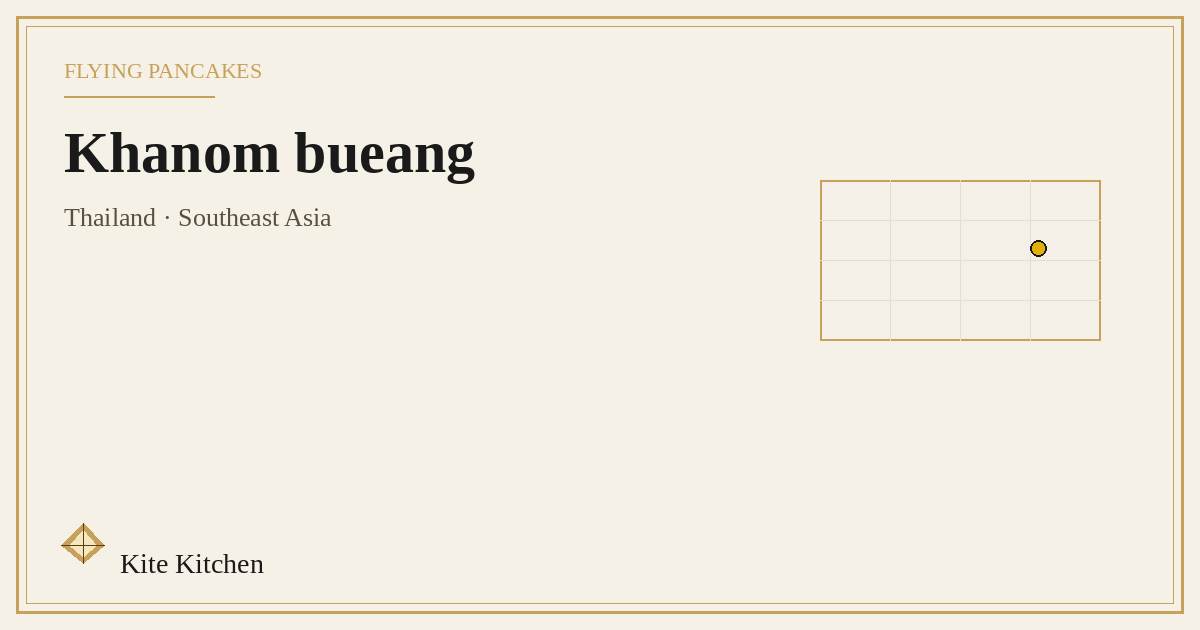 FLYING PANCAKES
Khanom bueang
Thailand · Southeast Asia
Kite Kitchen